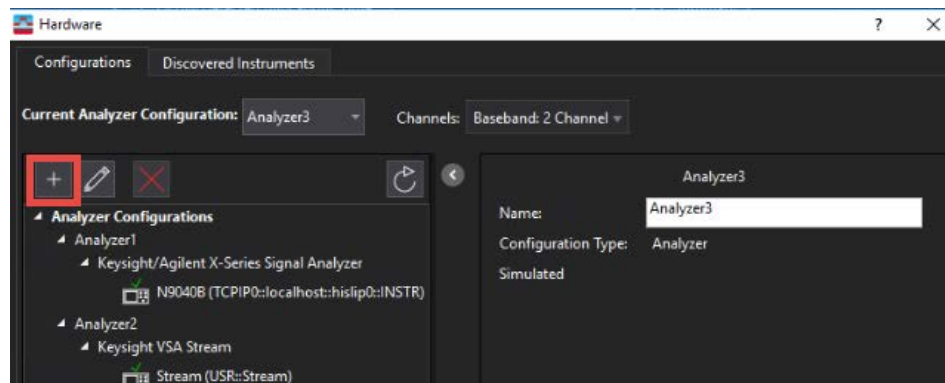 Hardware
?
Configurations Discovered Instruments
Current Analyzer Configuration: Analyzer3 Channels: Baseband: 2 Channel
Analyzer3
Analyzer Configurations
Name: Analyzer3
Analyzer1
Configuration Type: Analyzer
Keysight/Agilent X-Series Signal Analyzer
Simulated
N9040B (TCPIP0::localhost::hislip0::INSTR)
Analyzer2
Keysight VSA Stream
Stream (USR::Stream)